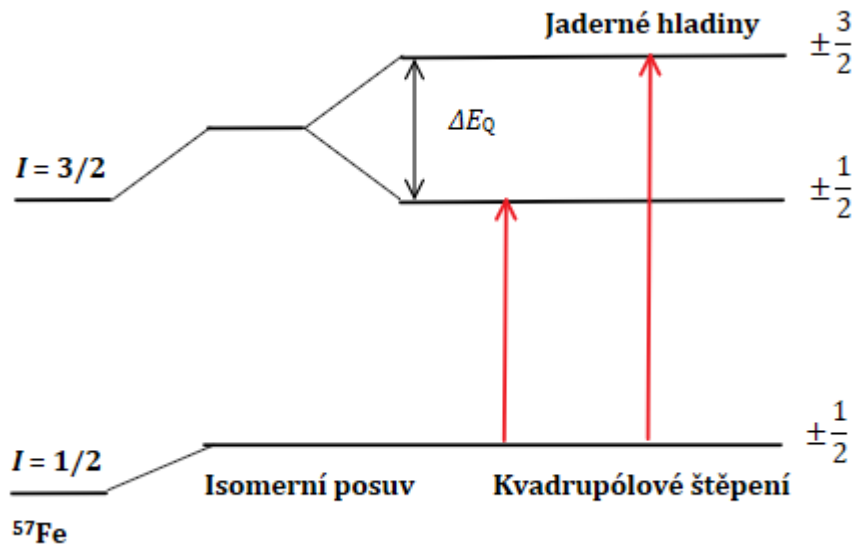 Jaderné hladiny
±3/2
ΔE_Q
I = 3/2
±1/2
±1/2
I = 1/2
Isomerní posuv
Kvadrupólové štěpení
⁵⁷Fe